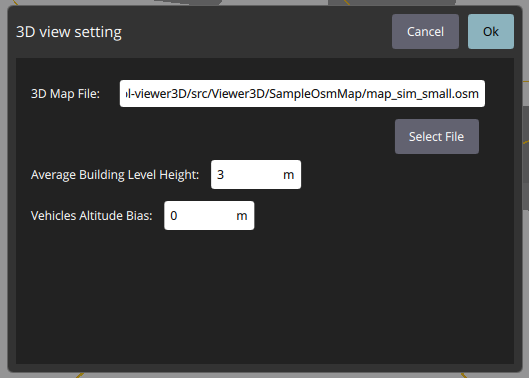 3D view setting
Cancel
Ok
3D Map File:
l-viewer3D/src/Viewer3D/SampleOsmMap/map_sim_small.osm
Select File
Average Building Level Height: 3 m
Vehicles Altitude Bias: 0 m